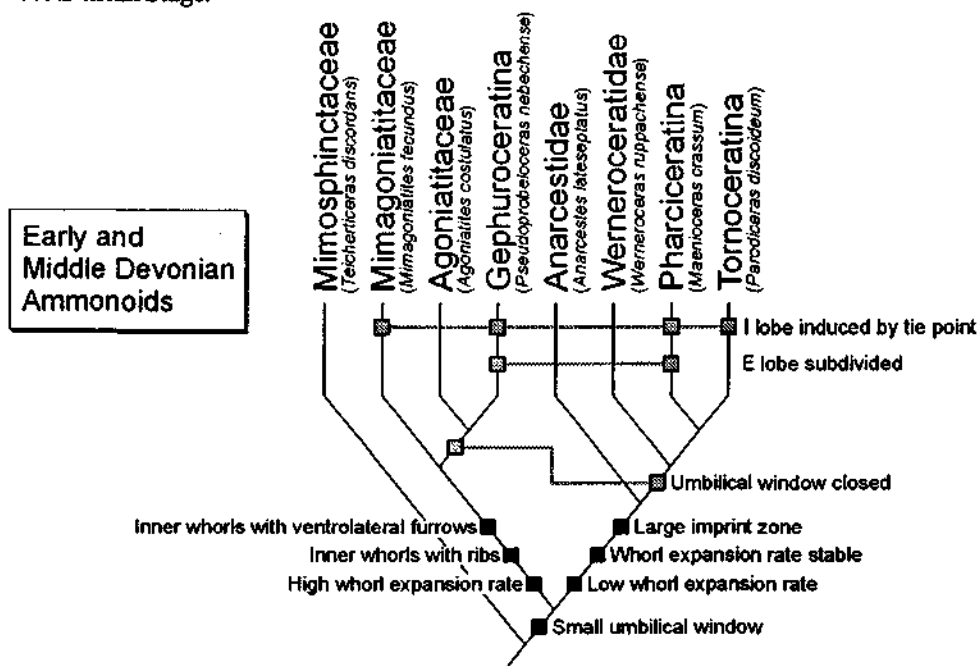 Mimosphinctaceae
(Teicherticeras discordans)
Mimagoniatitaceae
(Mimagoniatites fecundus)
Agoniatitaceae
(Agoniatites costulatus)
Gephuroceratina
(Pseudoprobeloceras nebechense)
Anarcestidae
(Anarcestes lateseptatus)
Werneroceratidae
(Werneroceras ruppachense)
Pharciceratina
(Maenioceras crassum)
Tornoceratina
(Parodiceras discoideum)
Early and
Middle Devonian
Ammonoids
I lobe induced by tie point
E lobe subdivided
Umbilical window closed
Inner whorls with ventrolateral furrows
Large imprint zone
Inner whorls with ribs
Whorl expansion rate stable
High whorl expansion rate
Low whorl expansion rate
Small umbilical window